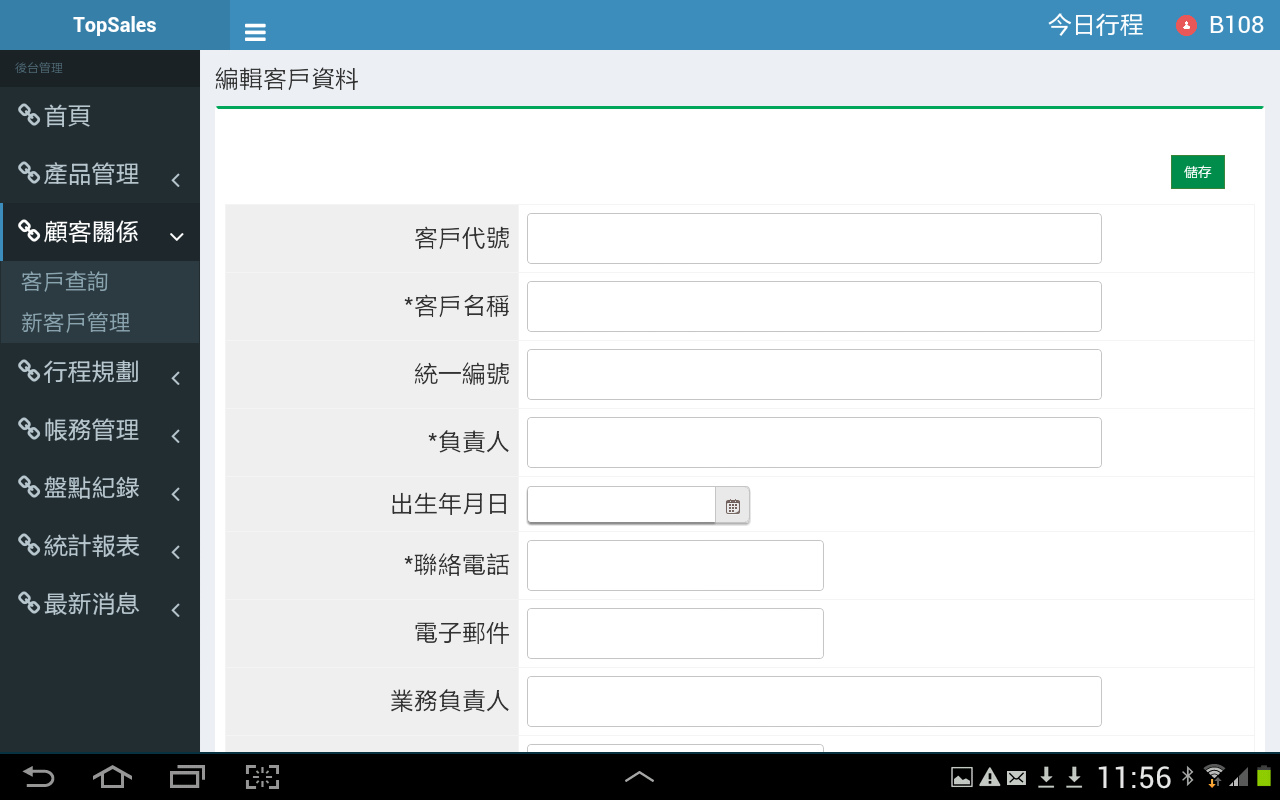 TopSales
今日行程
B108
後台管理
首頁
產品管理
顧客關係
客戶查詢
新客戶管理
行程規劃
帳務管理
盤點紀錄
統計報表
最新消息
編輯客戶資料
儲存
客戶代號
*客戶名稱
統一編號
*負責人
出生年月日
*聯絡電話
電子郵件
業務負責人
11:56